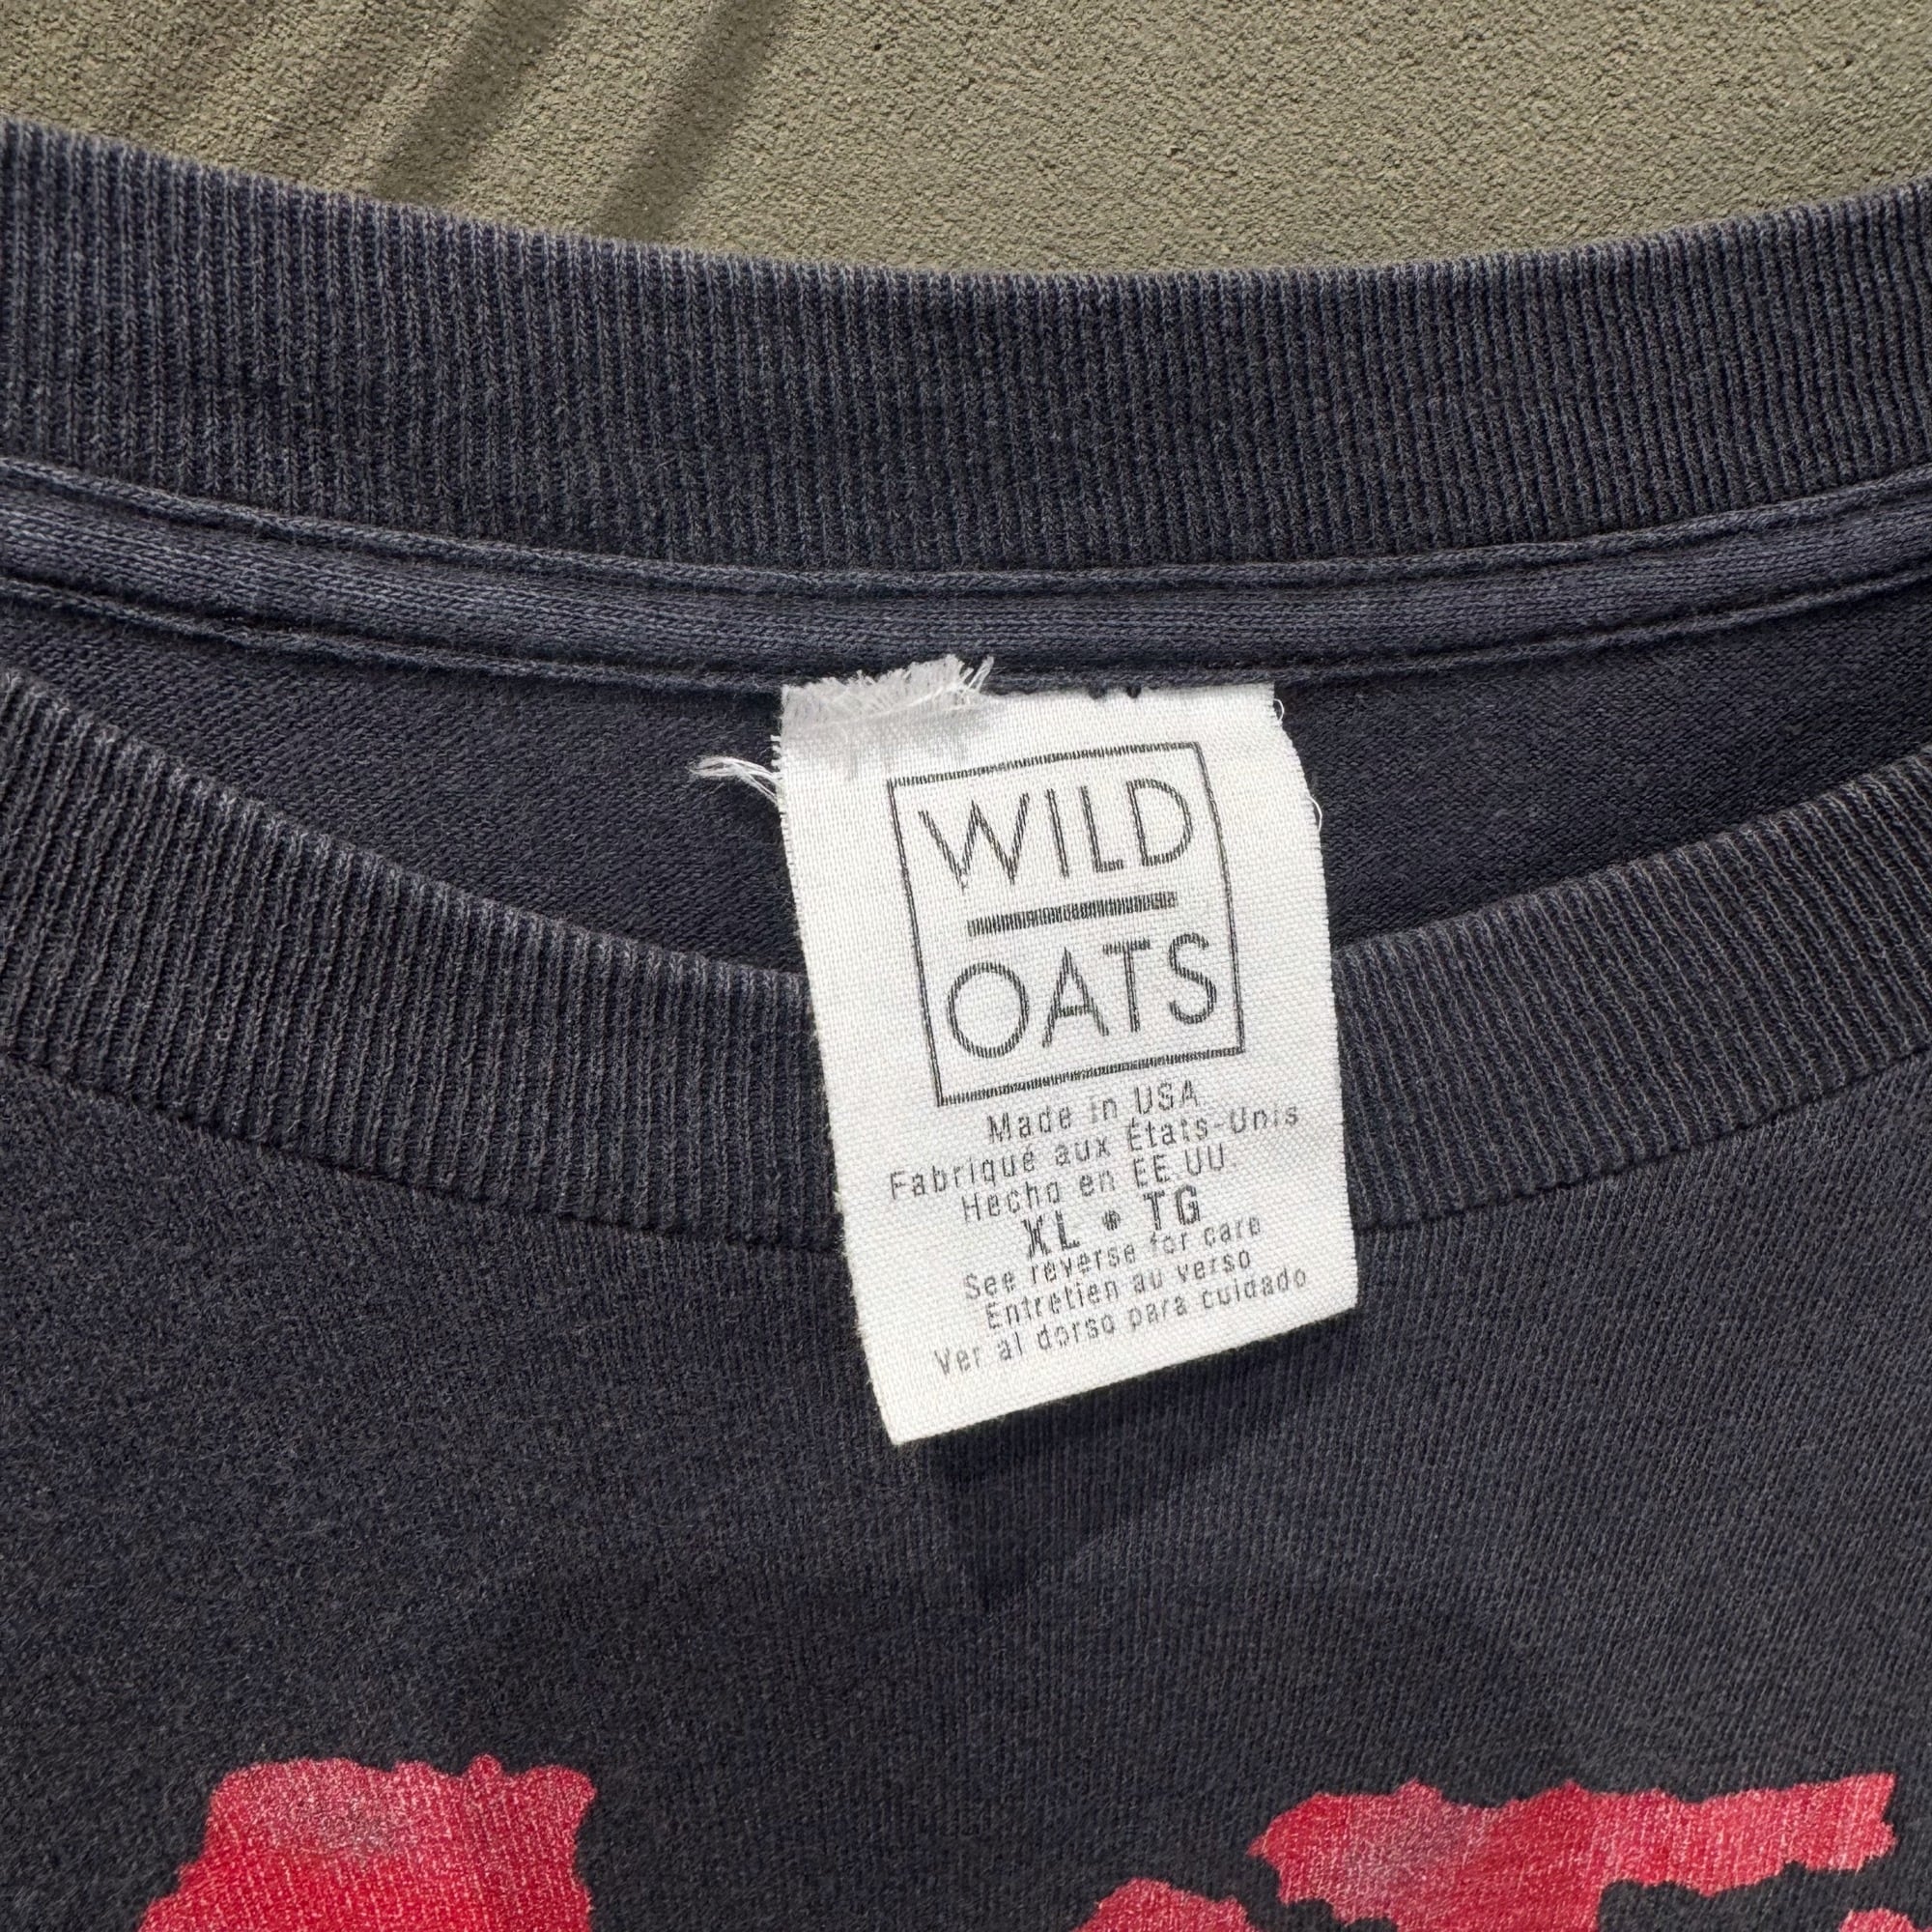 WILD
OATS
Made in USA
Fabriqué aux États-Unis
Hecho en EE.UU.
XL • TG
See reverse for care
Entretien au verso
Ver al dorso para cuidado